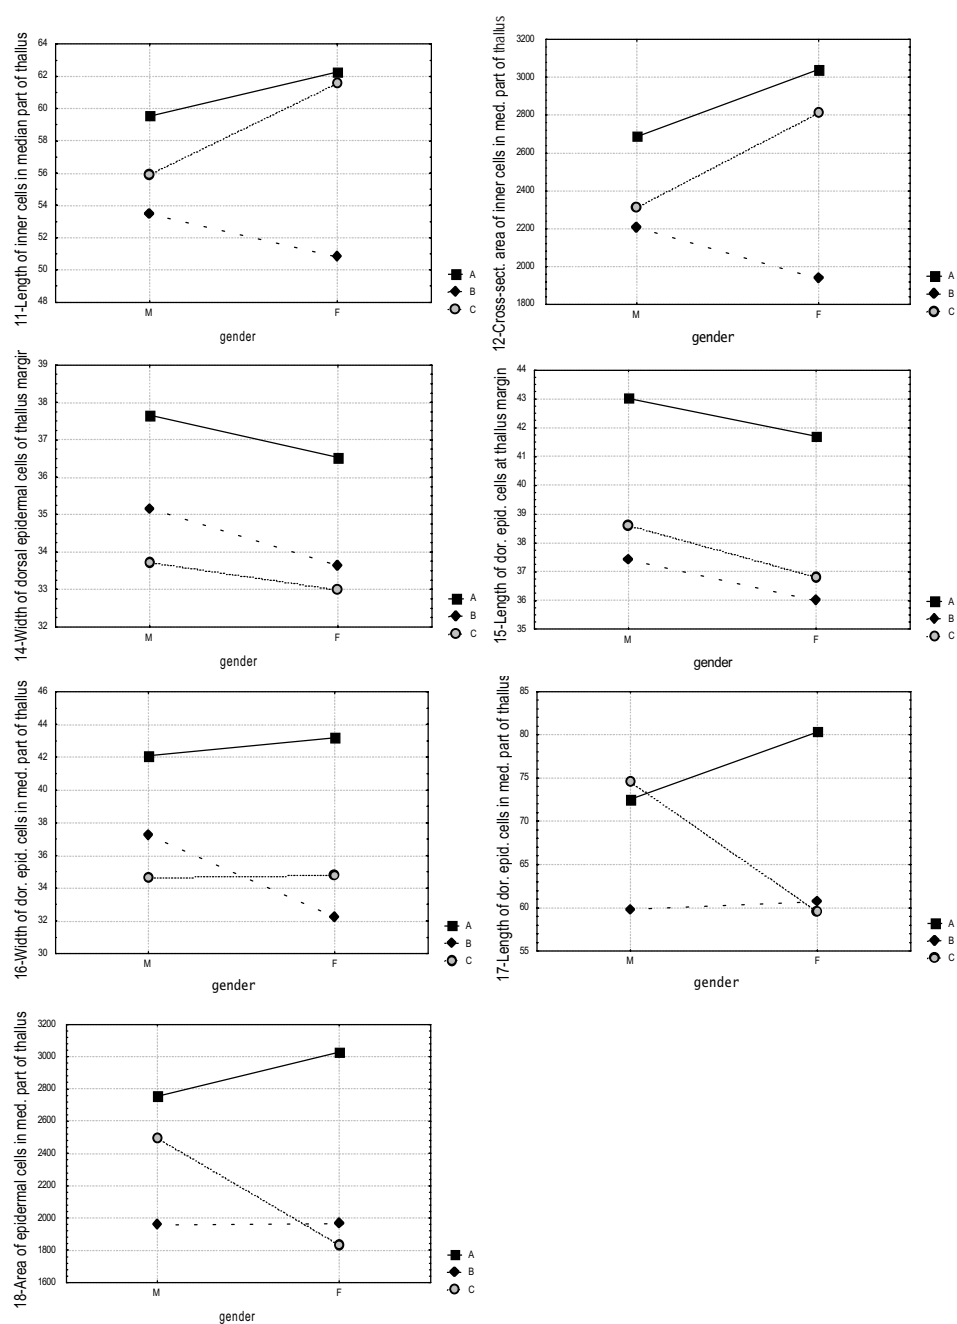 11-Length of inner cells in median part of thallus
64
62
60
58
56
54
52
50
48
M
F
gender
A
B
C
12-Cross-sect. area of inner cells in med. part of thallus
3200
3000
2800
2600
2400
2200
2000
1800
M
F
gender
A
B
C
14-Width of dorsal epidermal cells of thallus margir
39
38
37
36
35
34
33
32
M
F
gender
A
B
C
15-Length of dor. epid. cells at thallus margin
44
43
42
41
40
39
38
37
36
35
M
F
gender
A
B
C
16-Width of dor. epid. cells in med. part of thallus
46
44
42
40
38
36
34
32
30
M
F
gender
A
B
C
17-Length of dor. epid. cells in med. part of thallus
85
80
75
70
65
60
55
M
F
gender
A
B
C
18-Area of epidermal cells in med. part of thallus
3200
3000
2800
2600
2400
2200
2000
1800
1600
M
F
gender
A
B
C